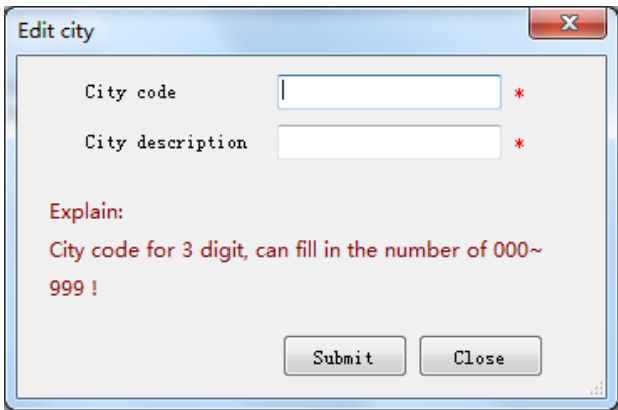 Edit city
City code *
City description *
Explain:
City code for 3 digit, can fill in the number of 000~
999 !
Submit Close